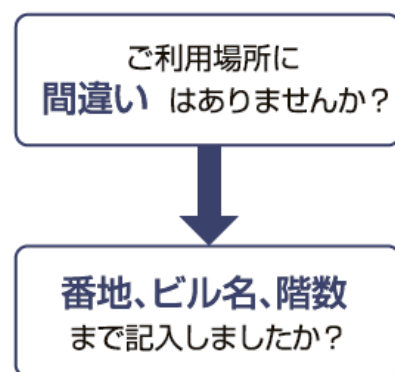 ご利用場所に
間違い はありませんか？
番地、ビル名、階数
まで記入しましたか？